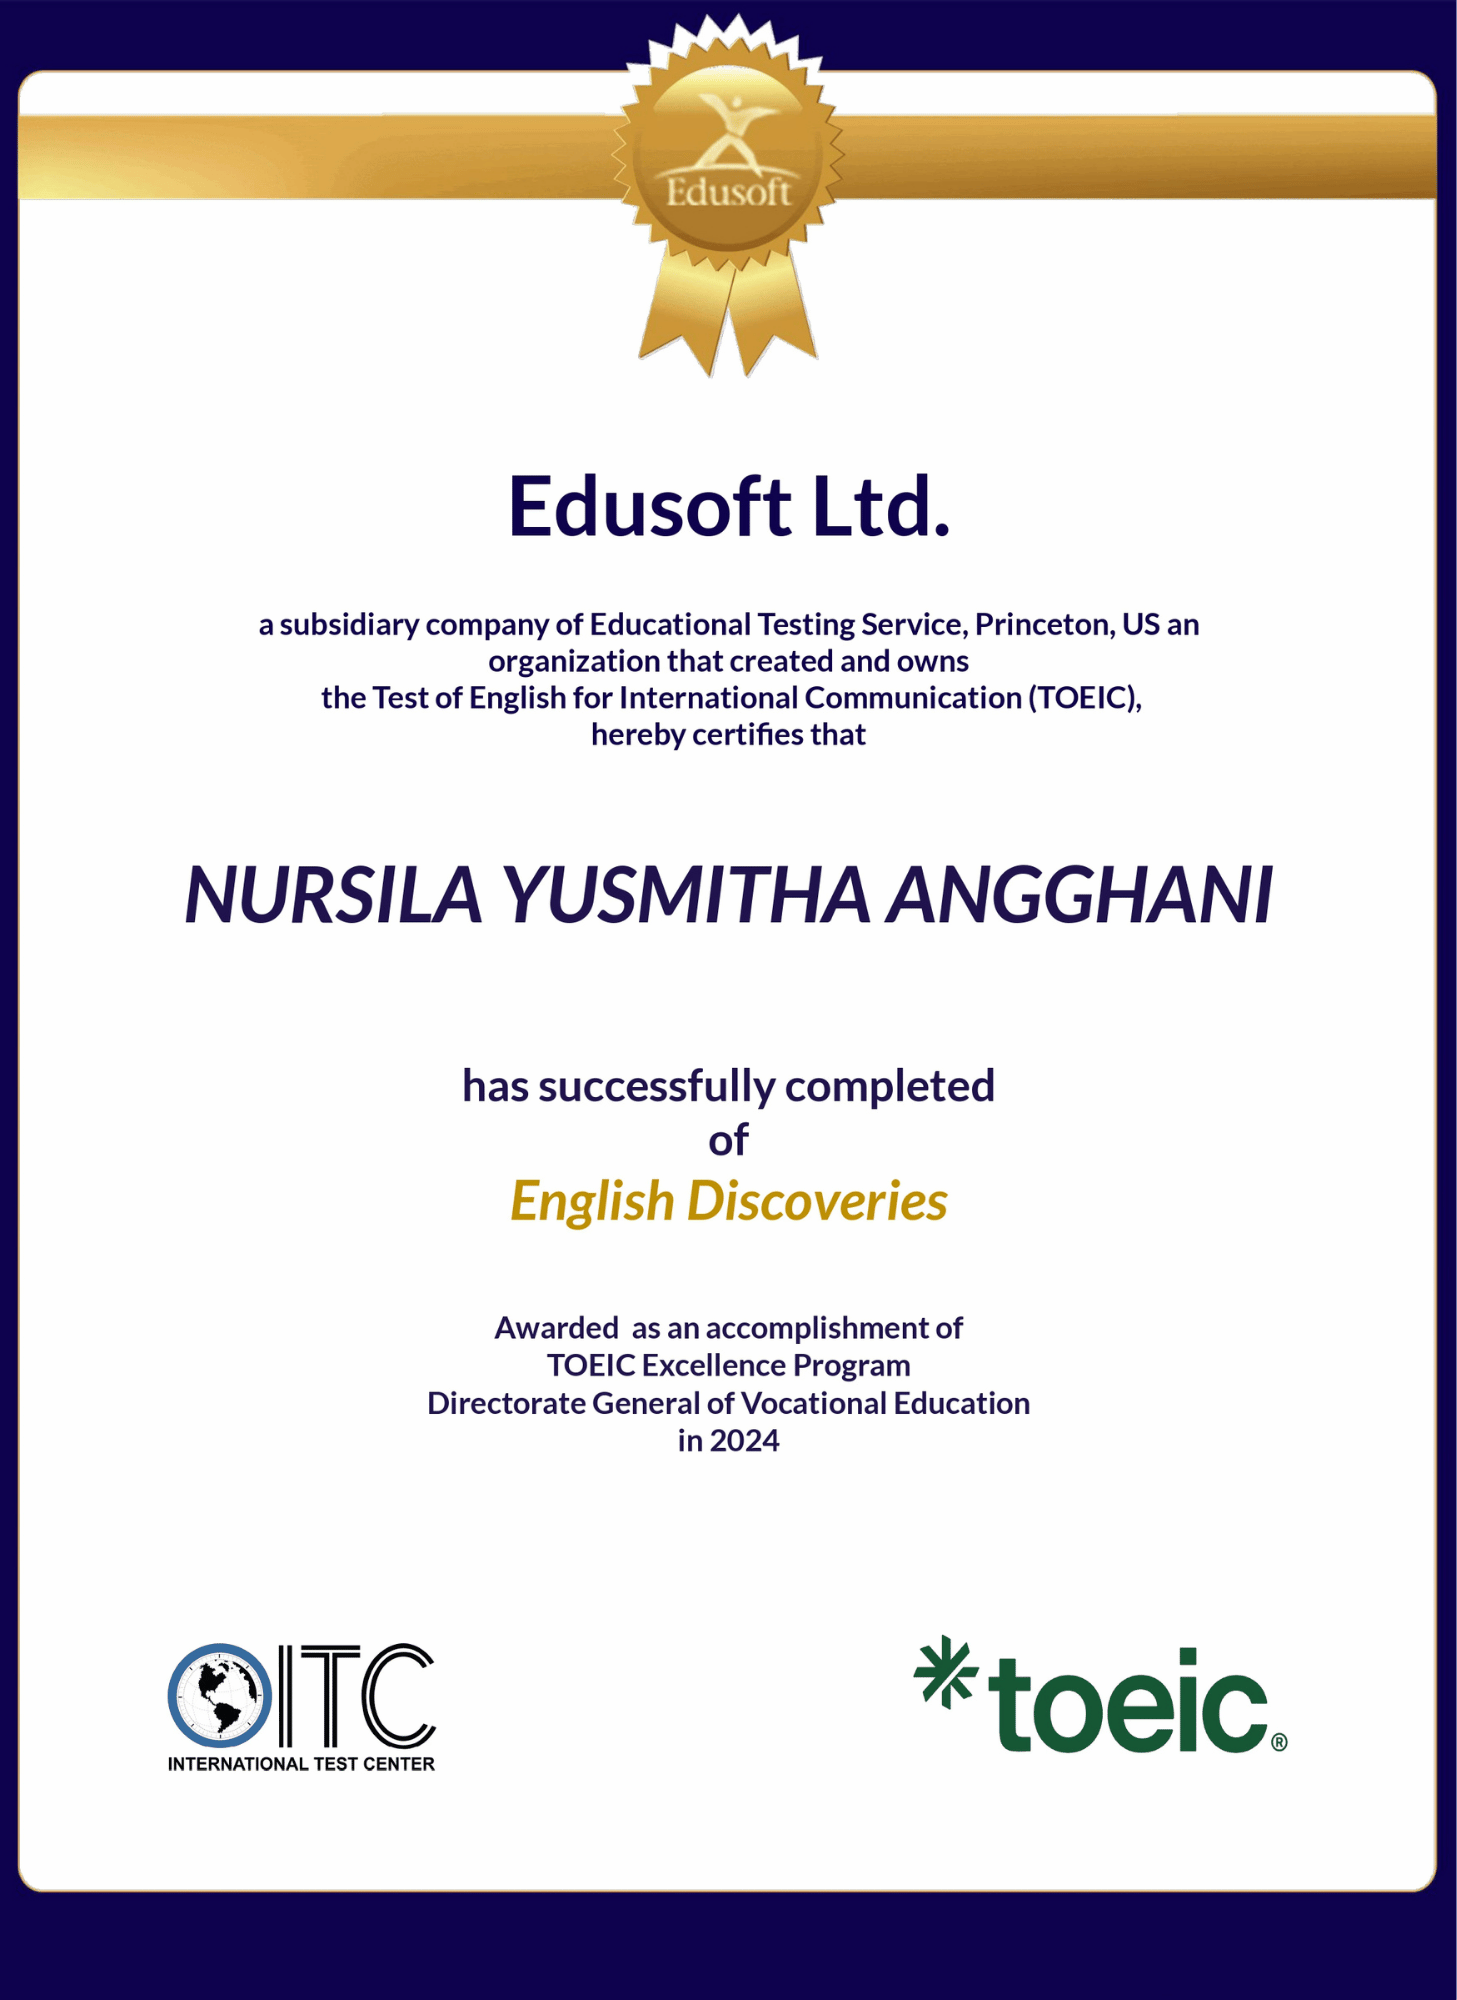 Edusoft
Edusoft Ltd.
a subsidiary company of Educational Testing Service, Princeton, US an
organization that created and owns
the Test of English for International Communication (TOEIC),
hereby certifies that
NURSILA YUSMITHA ANGGHANI
has successfully completed
of
English Discoveries
Awarded as an accomplishment of
TOEIC Excellence Program
Directorate General of Vocational Education
in 2024
ITC
INTERNATIONAL TEST CENTER
toeic®